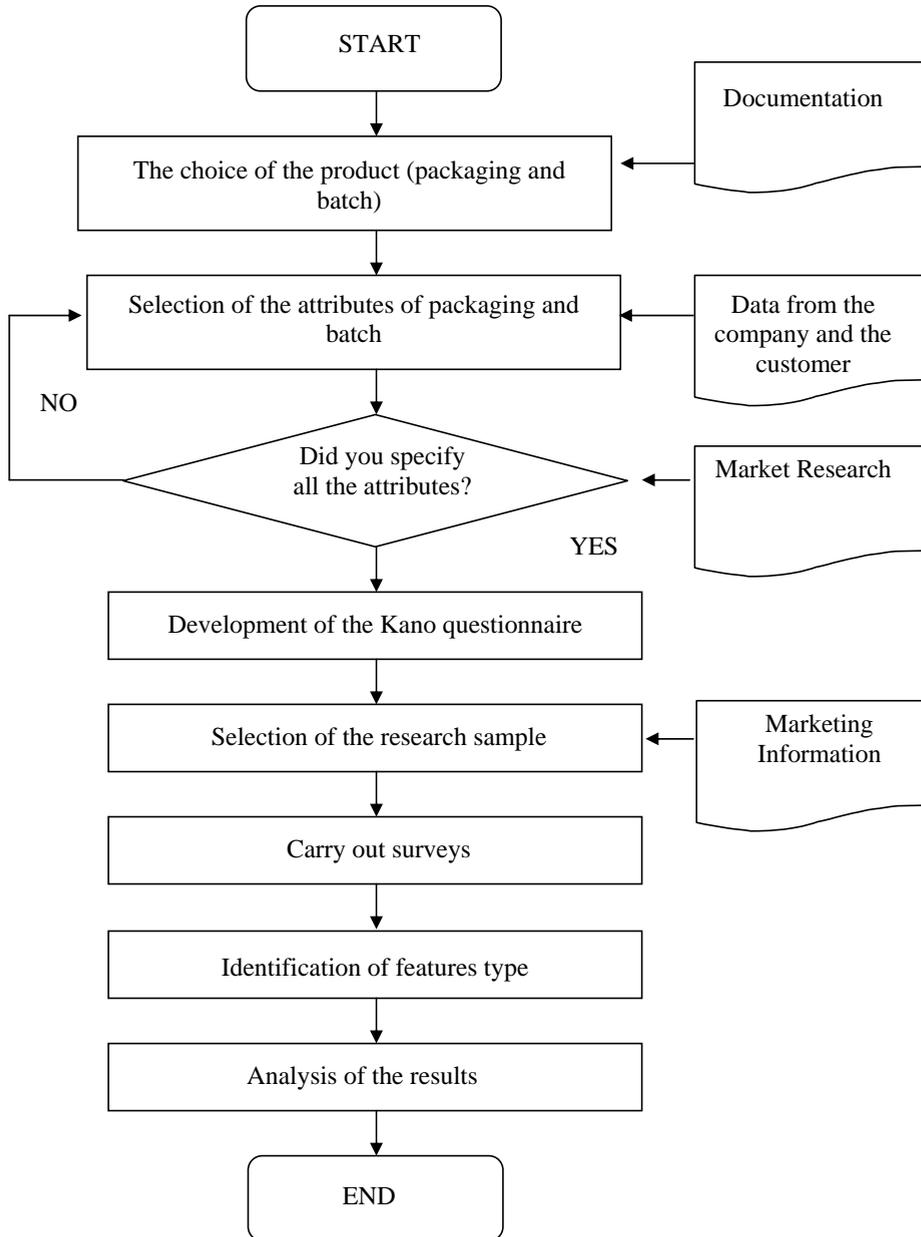 START
Documentation
The choice of the product (packaging and
batch)
Selection of the attributes of packaging and
batch
Data from the
company and the
customer
NO
Did you specify
all the attributes?
Market Research
YES
Development of the Kano questionnaire
Selection of the research sample
Marketing
Information
Carry out surveys
Identification of features type
Analysis of the results
END